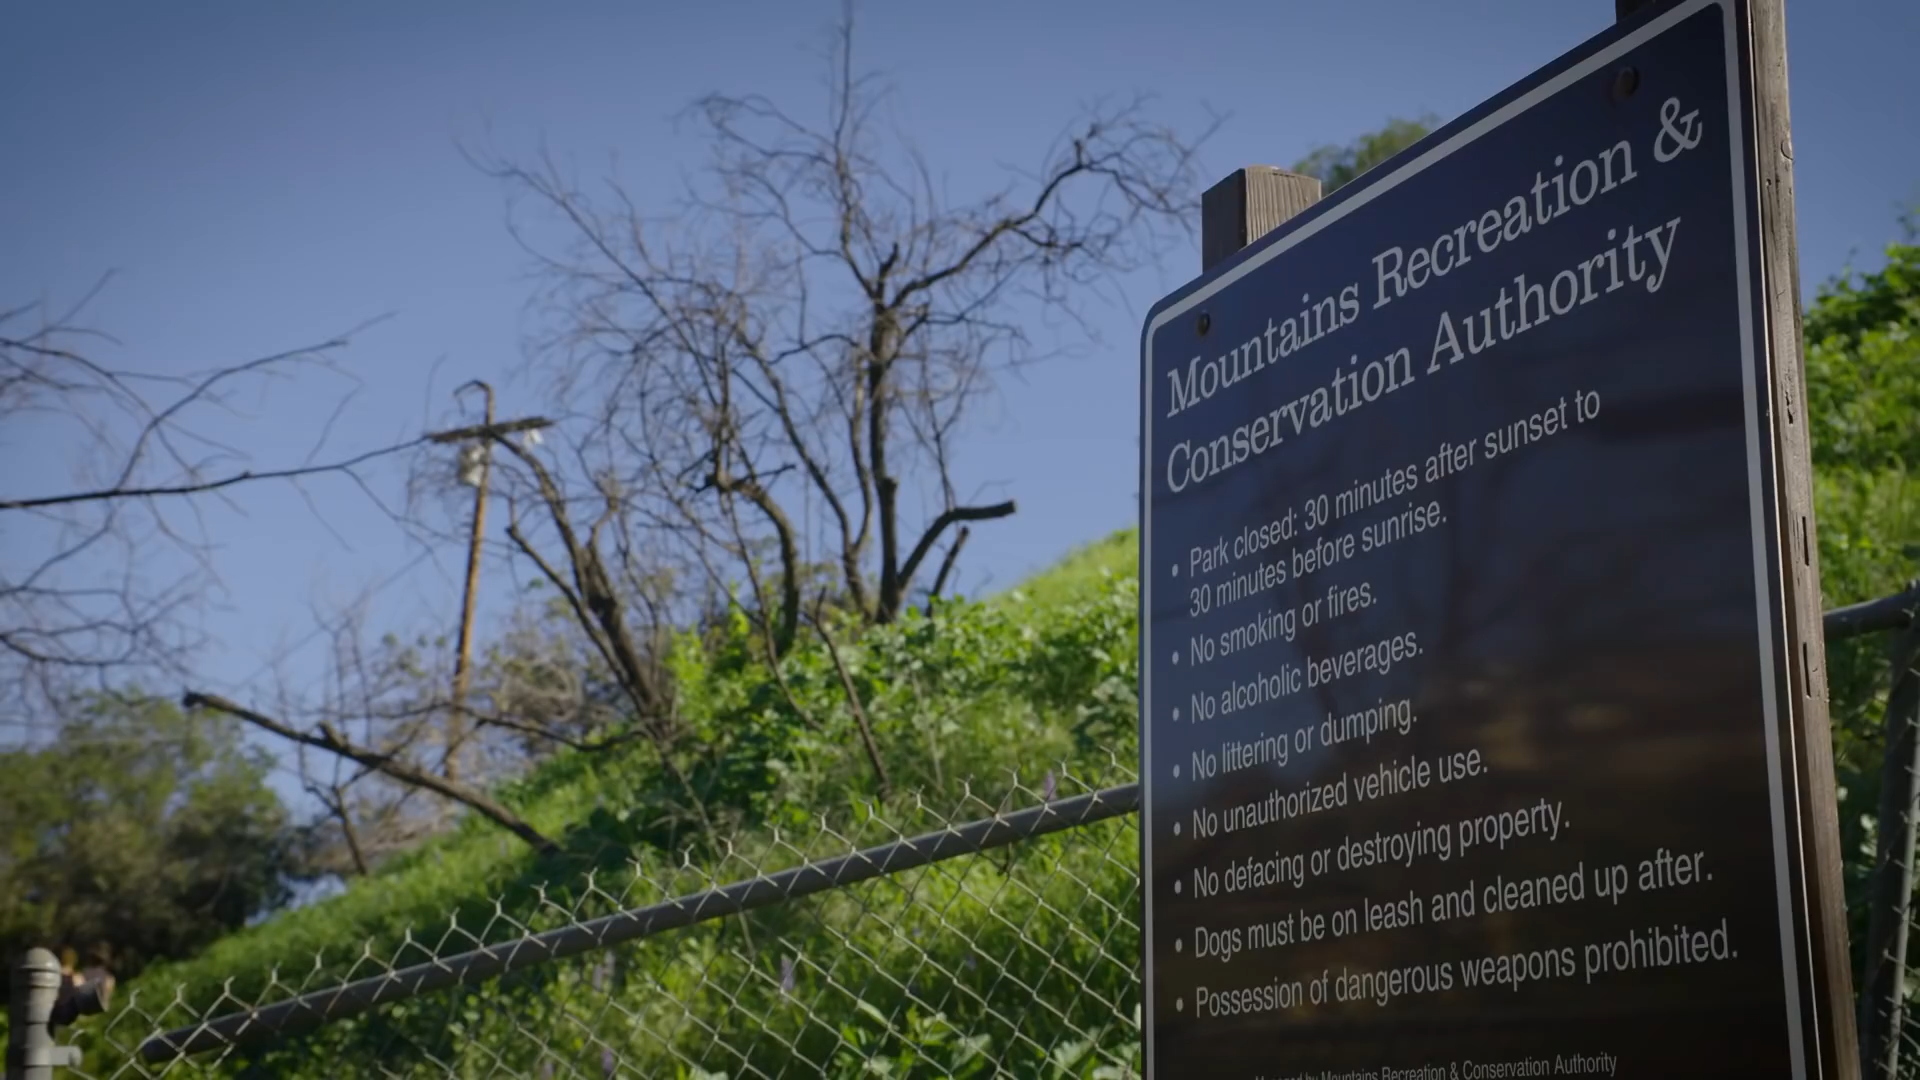 Mountains Recreation &
Conservation Authority
• Park closed: 30 minutes after sunset to
30 minutes before sunrise.
• No smoking or fires.
• No alcoholic beverages.
• No littering or dumping.
• No unauthorized vehicle use.
• No defacing or destroying property.
• Dogs must be on leash and cleaned up after.
• Possession of dangerous weapons prohibited.
Managed by Mountains Recreation & Conservation Authority